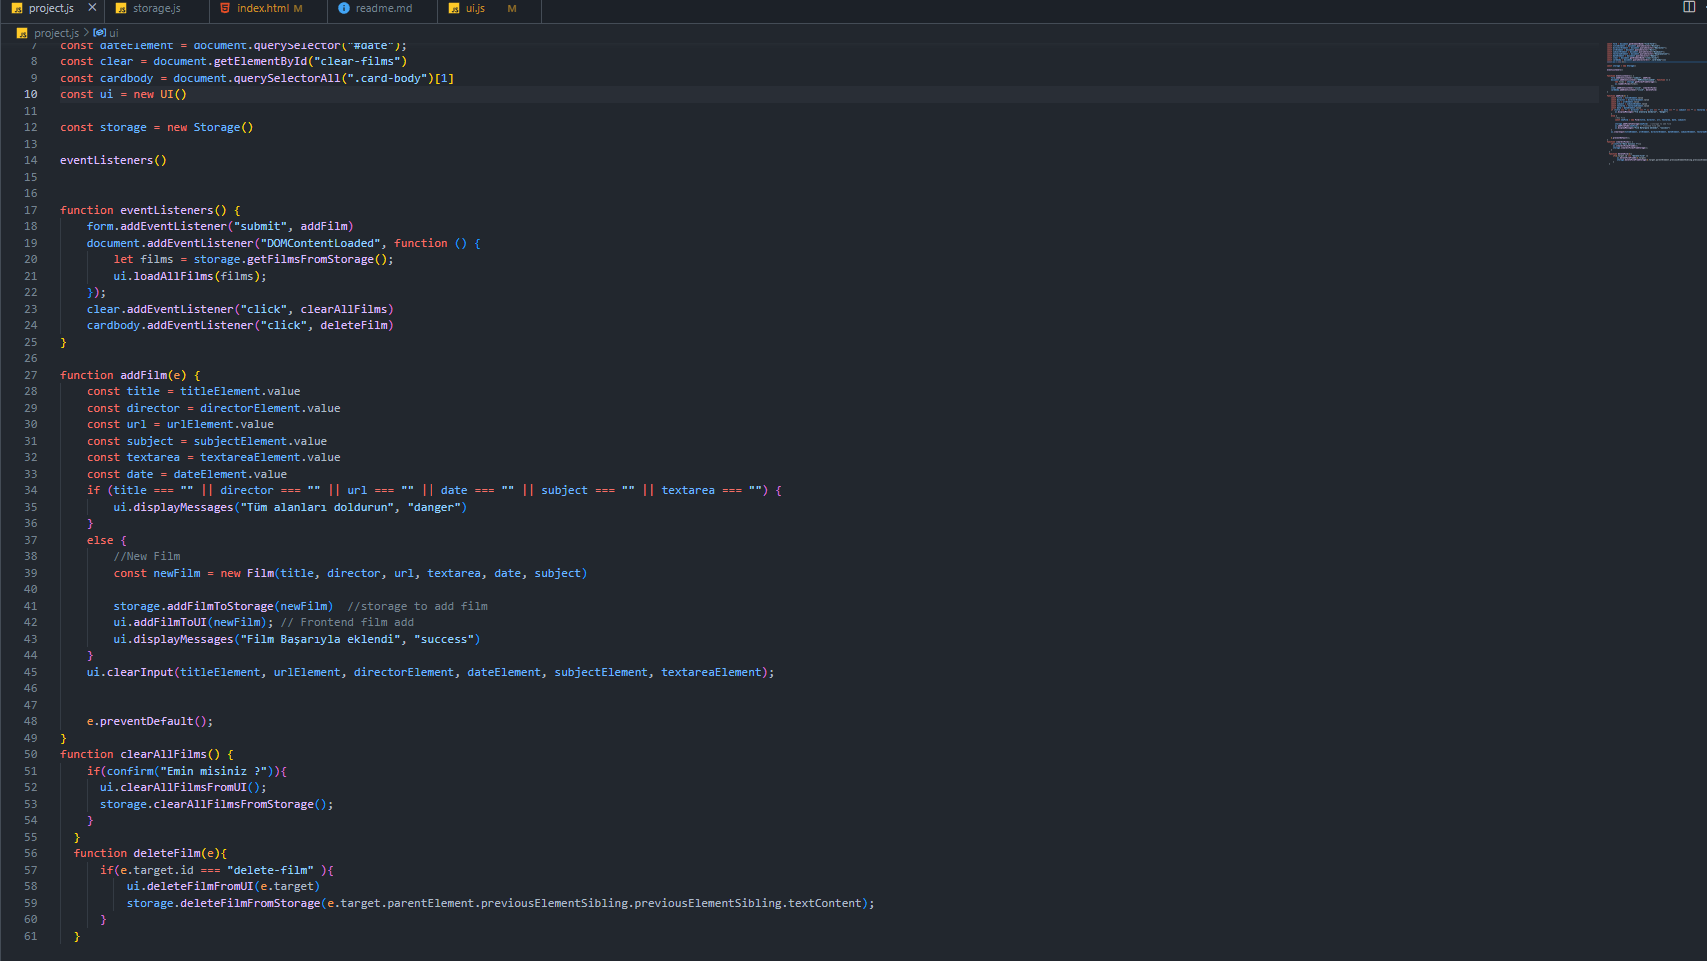 project.js
storage.js
index.html M
readme.md
ui.js M
project.js > ui
7 const dateElement = document.querySelector("#date");
8 const clear = document.getElementById("clear-films")
9 const cardbody = document.querySelectorAll(".card-body")[1]
10 const ui = new UI()
11
12 const storage = new Storage()
13
14 eventListeners()
15
16
17 function eventListeners() {
18 form.addEventListener("submit", addFilm)
19 document.addEventListener("DOMContentLoaded", function () {
20 let films = storage.getFilmsFromStorage();
21 ui.loadAllFilms(films);
22 });
23 clear.addEventListener("click", clearAllFilms)
24 cardbody.addEventListener("click", deleteFilm)
25 }
26
27 function addFilm(e) {
28 const title = titleElement.value
29 const director = directorElement.value
30 const url = urlElement.value
31 const subject = subjectElement.value
32 const textarea = textareaElement.value
33 const date = dateElement.value
34 if (title === "" || director === "" || url === "" || date === "" || subject === "" || textarea === "") {
35 ui.displayMessages("Tüm alanları doldurun", "danger")
36 }
37 else {
38 //New Film
39 const newFilm = new Film(title, director, url, textarea, date, subject)
40
41 storage.addFilmToStorage(newFilm)  //storage to add film
42 ui.addFilmToUI(newFilm); // Frontend film add
43 ui.displayMessages("Film Başarıyla eklendi", "success")
44 }
45 ui.clearInput(titleElement, urlElement, directorElement, dateElement, subjectElement, textareaElement);
46
47
48 e.preventDefault();
49 }
50 function clearAllFilms() {
51 if(confirm("Emin misiniz ?")){
52 ui.clearAllFilmsFromUI();
53 storage.clearAllFilmsFromStorage();
54 }
55 }
56 function deleteFilm(e){
57 if(e.target.id === "delete-film" ){
58 ui.deleteFilmFromUI(e.target)
59 storage.deleteFilmFromStorage(e.target.parentElement.previousElementSibling.previousElementSibling.textContent);
60 }
61 }